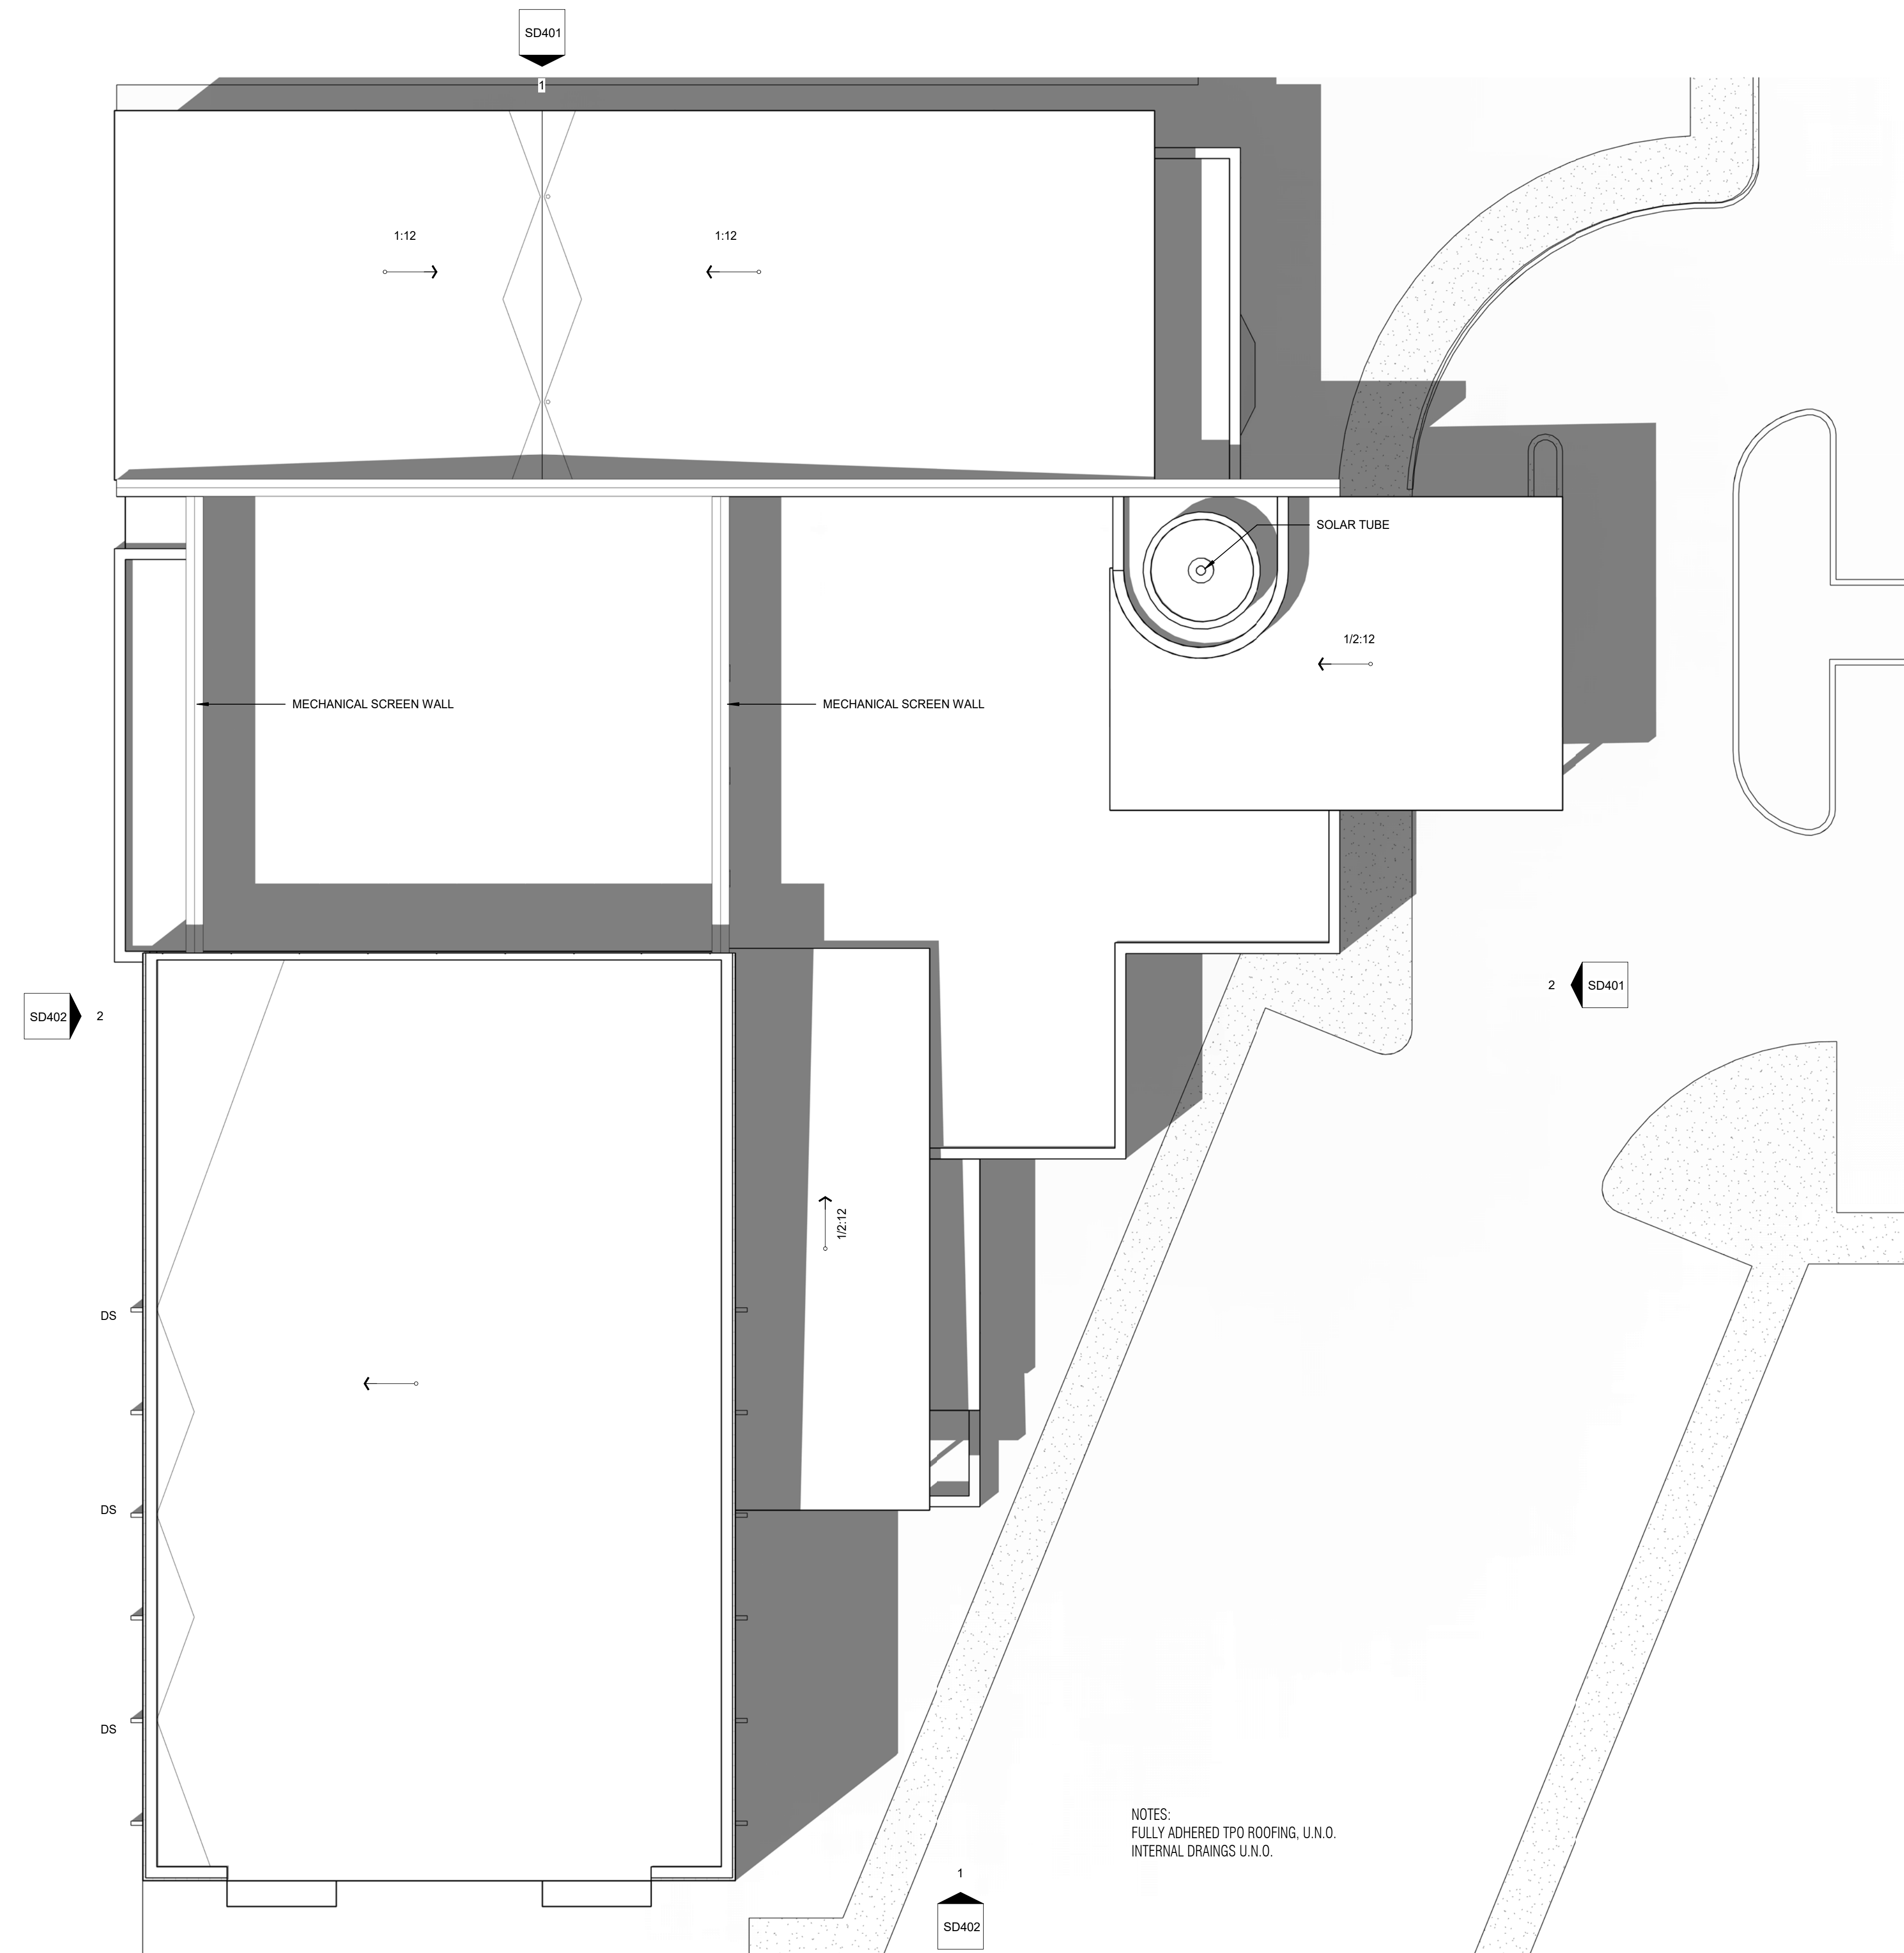 SD401
1
1:12
1:12
SOLAR TUBE
1/2:12
MECHANICAL SCREEN WALL
MECHANICAL SCREEN WALL
2
SD401
SD402
2
1/2:12
DS
DS
DS
NOTES:
FULLY ADHERED TPO ROOFING, U.N.O.
INTERNAL DRAINGS U.N.O.
1
SD402